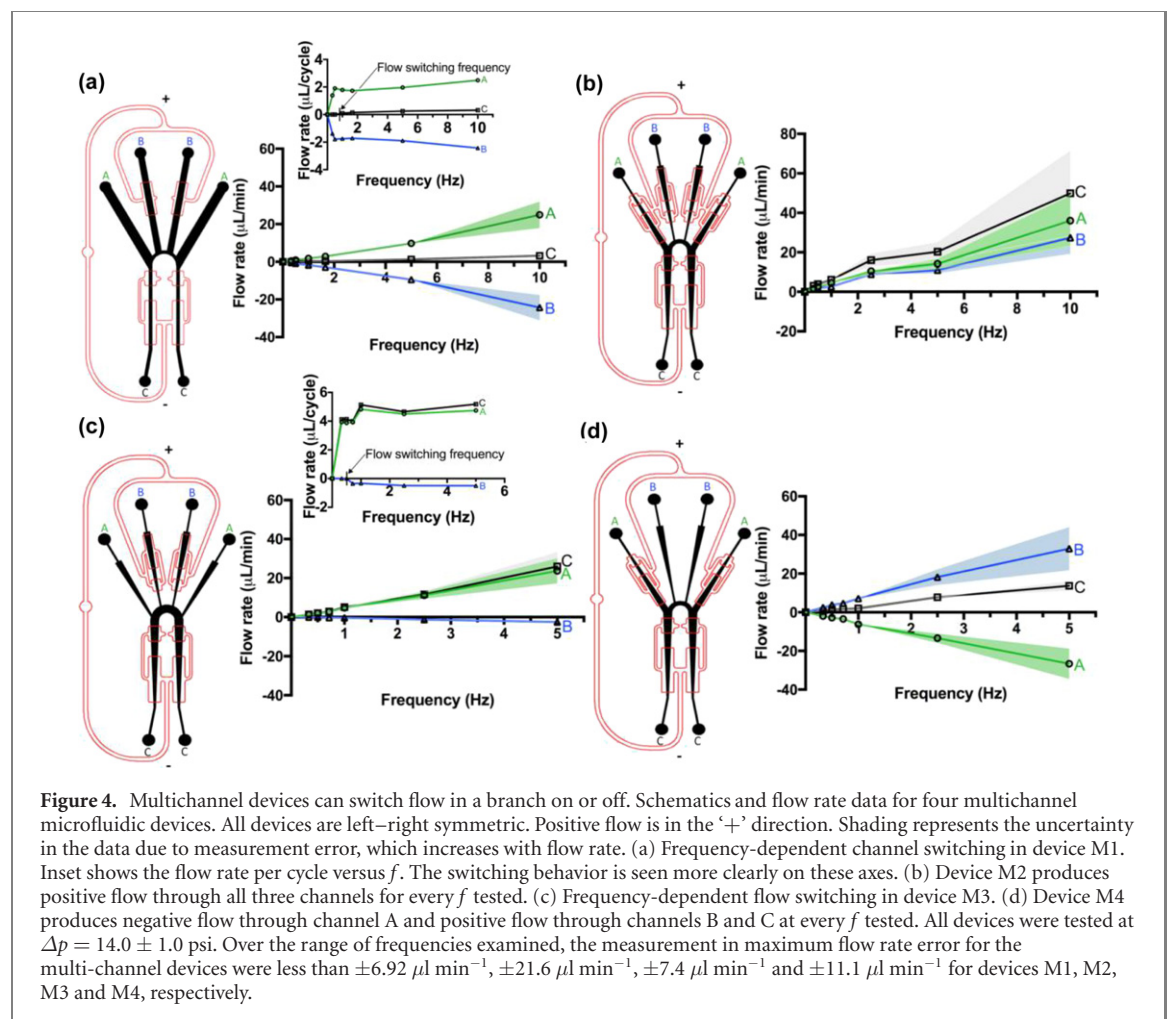 (a)
+
B B
A A
C C
-
4
2
0
-2
-4
Flow rate (µL/cycle)
Flow switching frequency
A
C
B
2 4 6 8 10
Frequency (Hz)
60
40
20
0
-20
-40
Flow rate (µL/min)
A
C
B
2 4 6 8 10
Frequency (Hz)
(b)
+
B B
A A
C C
-
80
60
40
20
0
-20
Flow rate (µL/min)
C
A
B
2 4 6 8 10
Frequency (Hz)
(c)
+
B B
A A
C C
-
6
4
2
0
-2
Flow rate (µL/cycle)
C
A
Flow switching frequency
B
2 4 6
Frequency (Hz)
60
40
20
0
-20
-40
Flow rate (µL/min)
C
A
B
1 2 3 4 5
Frequency (Hz)
(d)
+
B B
A A
C C
-
60
40
20
0
-20
-40
Flow rate (µL/min)
B
C
A
1 2 3 4 5
Frequency (Hz)
Figure 4. Multichannel devices can switch flow in a branch on or off. Schematics and flow rate data for four multichannel
microfluidic devices. All devices are left–right symmetric. Positive flow is in the ‘+’ direction. Shading represents the uncertainty
in the data due to measurement error, which increases with flow rate. (a) Frequency-dependent channel switching in device M1.
Inset shows the flow rate per cycle versus f. The switching behavior is seen more clearly on these axes. (b) Device M2 produces
positive flow through all three channels for every f tested. (c) Frequency-dependent flow switching in device M3. (d) Device M4
produces negative flow through channel A and positive flow through channels B and C at every f tested. All devices were tested at
Δp = 14.0 ± 1.0 psi. Over the range of frequencies examined, the measurement in maximum flow rate error for the
multi-channel devices were less than ±6.92 μl min⁻¹, ±21.6 μl min⁻¹, ±7.4 μl min⁻¹ and ±11.1 μl min⁻¹ for devices M1, M2,
M3 and M4, respectively.